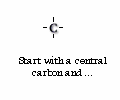 C
Start with a central
carbon and ...